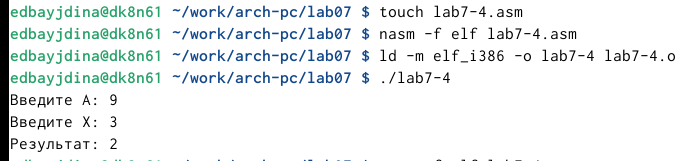 edbayjdina@dk8n61 ~/work/arch-pc/lab07 $ touch lab7-4.asm
edbayjdina@dk8n61 ~/work/arch-pc/lab07 $ nasm -f elf lab7-4.asm
edbayjdina@dk8n61 ~/work/arch-pc/lab07 $ ld -m elf_i386 -o lab7-4 lab7-4.o
edbayjdina@dk8n61 ~/work/arch-pc/lab07 $ ./lab7-4
Введите A: 9
Введите X: 3
Результат: 2